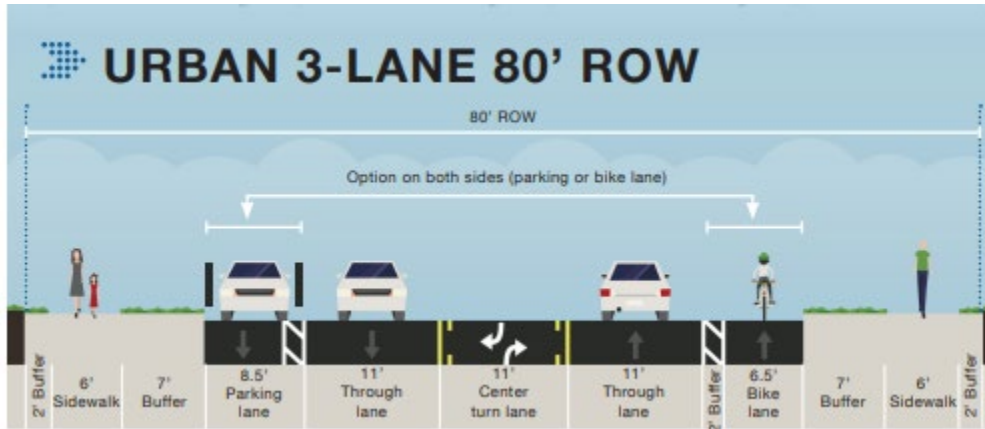 URBAN 3-LANE 80' ROW
80' ROW
Option on both sides (parking or bike lane)
2' Buffer
6'
Sidewalk
7'
Buffer
8.5'
Parking
lane
11'
Through
lane
11'
Center
turn lane
11'
Through
lane
2' Buffer
6.5'
Bike
lane
7'
Buffer
6'
Sidewalk
2' Buffer